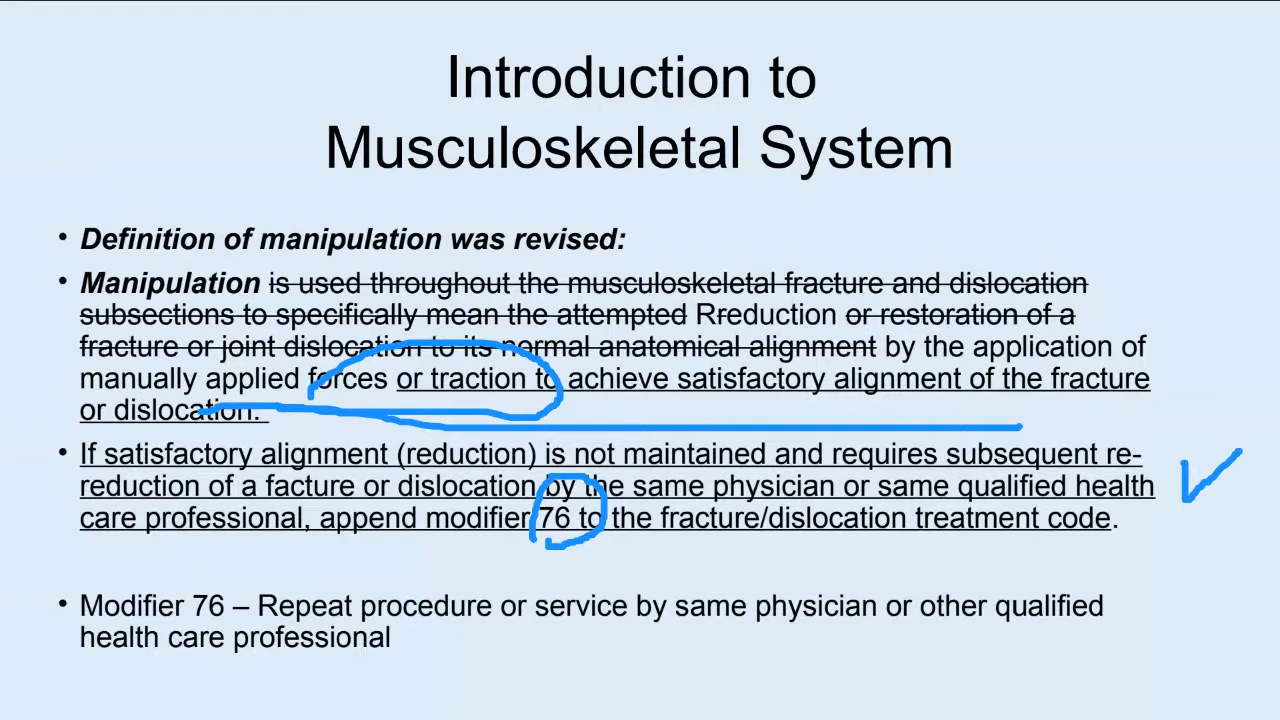 Introduction to
Musculoskeletal System
• Definition of manipulation was revised:
• Manipulation is used throughout the musculoskeletal fracture and dislocation
subsections to specifically mean the attempted Rreduction or restoration of a
fracture or joint dislocation to its normal anatomical alignment by the application of
manually applied forces or traction to achieve satisfactory alignment of the fracture
or dislocation.
• If satisfactory alignment (reduction) is not maintained and requires subsequent re-
reduction of a facture or dislocation by the same physician or same qualified health
care professional, append modifier 76 to the fracture/dislocation treatment code.
• Modifier 76 – Repeat procedure or service by same physician or other qualified
health care professional